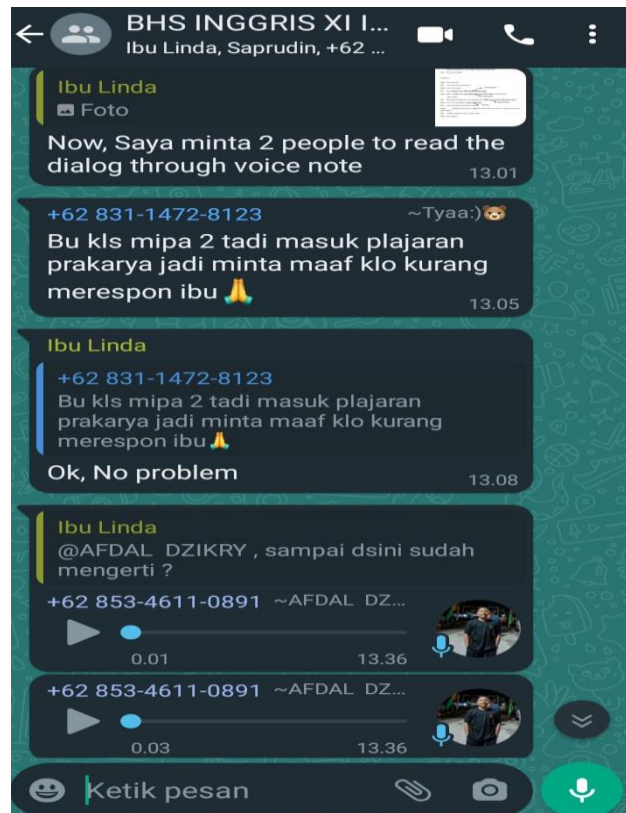 BHS INGGRIS XI I...
Ibu Linda, Saprudin, +62 ...
Ibu Linda
Foto
Now, Saya minta 2 people to read the
dialog through voice note
13.01
+62 831-1472-8123 ~Tyaa:)🐻
Bu kls mipa 2 tadi masuk plajaran
prakarya jadi minta maaf klo kurang
merespon ibu 🙏
13.05
Ibu Linda
+62 831-1472-8123
Bu kls mipa 2 tadi masuk plajaran
prakarya jadi minta maaf klo kurang
merespon ibu🙏
Ok, No problem
13.08
Ibu Linda
@AFDAL DZIKRY , sampai dsini sudah
mengerti ?
+62 853-4611-0891 ~AFDAL DZ...
0.01 13.36
+62 853-4611-0891 ~AFDAL DZ...
0.03 13.36
Ketik pesan